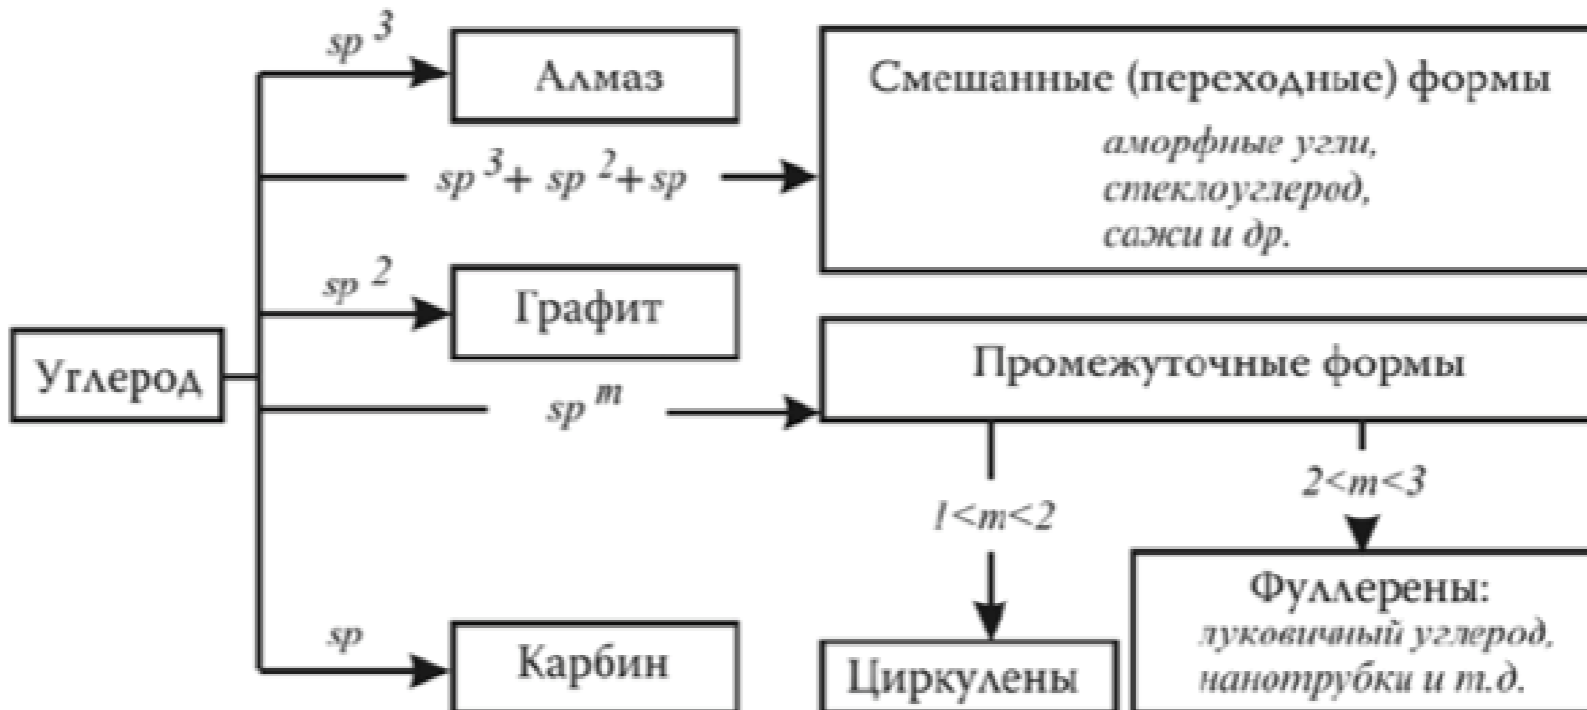 sp 3
Алмаз
Смешанные (переходные) формы
аморфные угли,
стеклоуглерод,
сажи и др.
sp 3 + sp 2 + sp
sp 2
Графит
Углерод
Промежуточные формы
sp m
1<m<2
2<m<3
sp
Карбин
Циркулены
Фуллерены:
луковичный углерод,
нанотрубки и т.д.